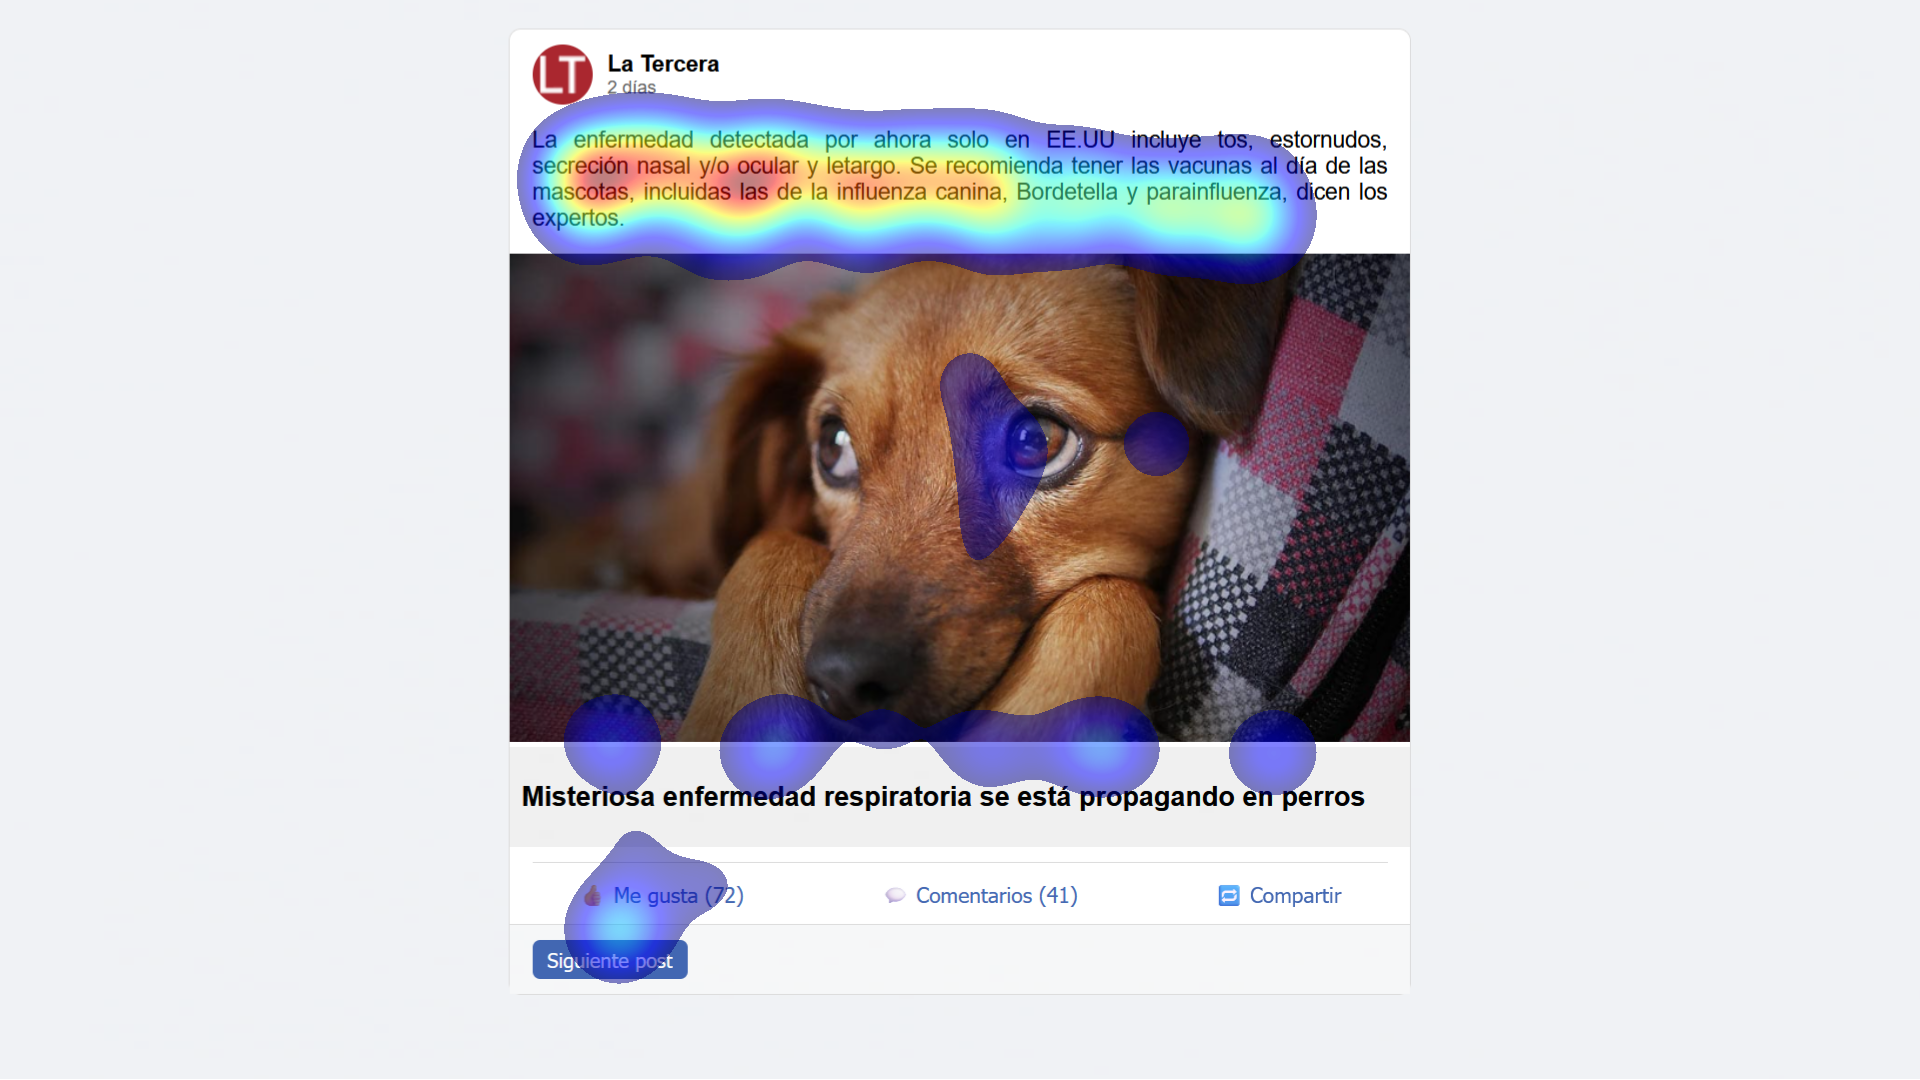 LT
La Tercera
2 días
La enfermedad detectada por ahora solo en EE.UU incluye tos, estornudos,
secreción nasal y/o ocular y letargo. Se recomienda tener las vacunas al día de las
mascotas, incluidas las de la influenza canina, Bordetella y parainfluenza, dicen los
expertos.
Misteriosa enfermedad respiratoria se está propagando en perros
Me gusta (72) Comentarios (41) Compartir
Siguiente post